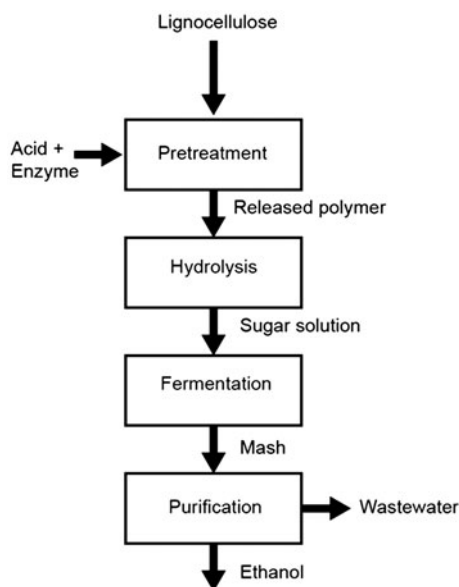 Lignocellulose
Acid +
Enzyme
Pretreatment
Released polymer
Hydrolysis
Sugar solution
Fermentation
Mash
Purification
Wastewater
Ethanol